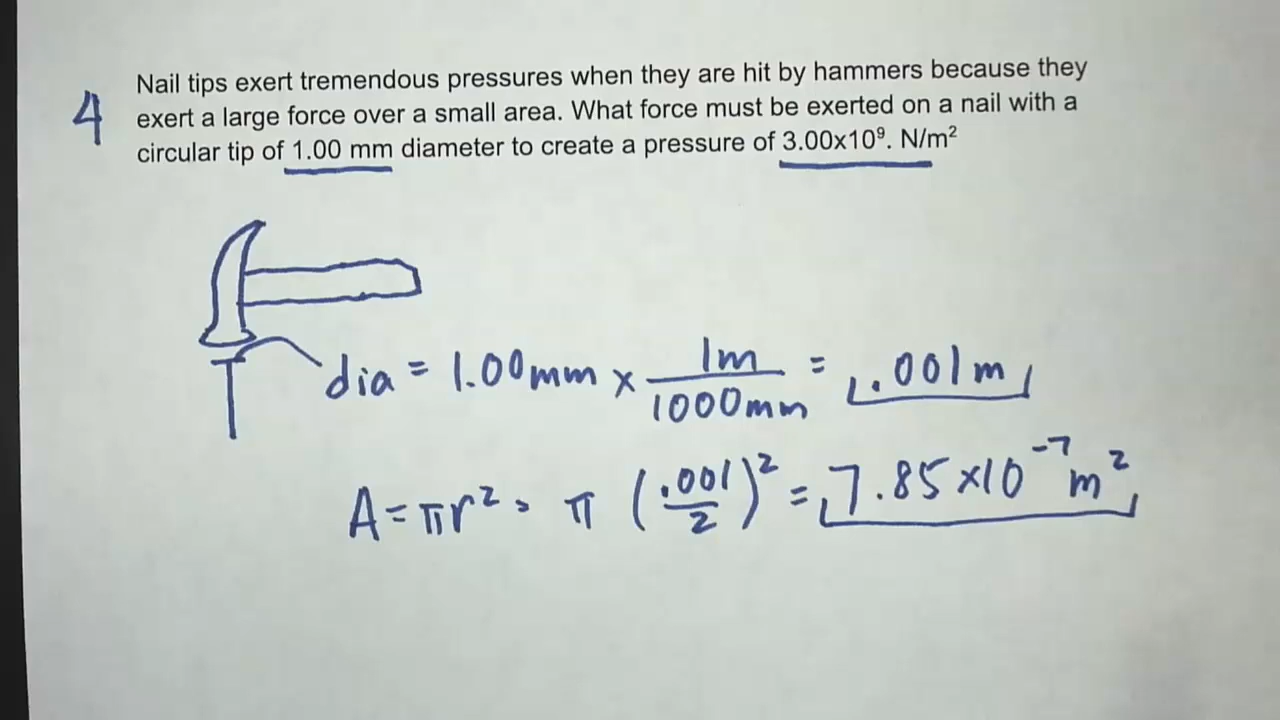 4
Nail tips exert tremendous pressures when they are hit by hammers because they
exert a large force over a small area. What force must be exerted on a nail with a
circular tip of 1.00 mm diameter to create a pressure of 3.00x10⁹. N/m²
dia = 1.00mm x 1m/1000mm = .001m
A = πr² = π (.001/2)² = 7.85 x10⁻⁷ m²